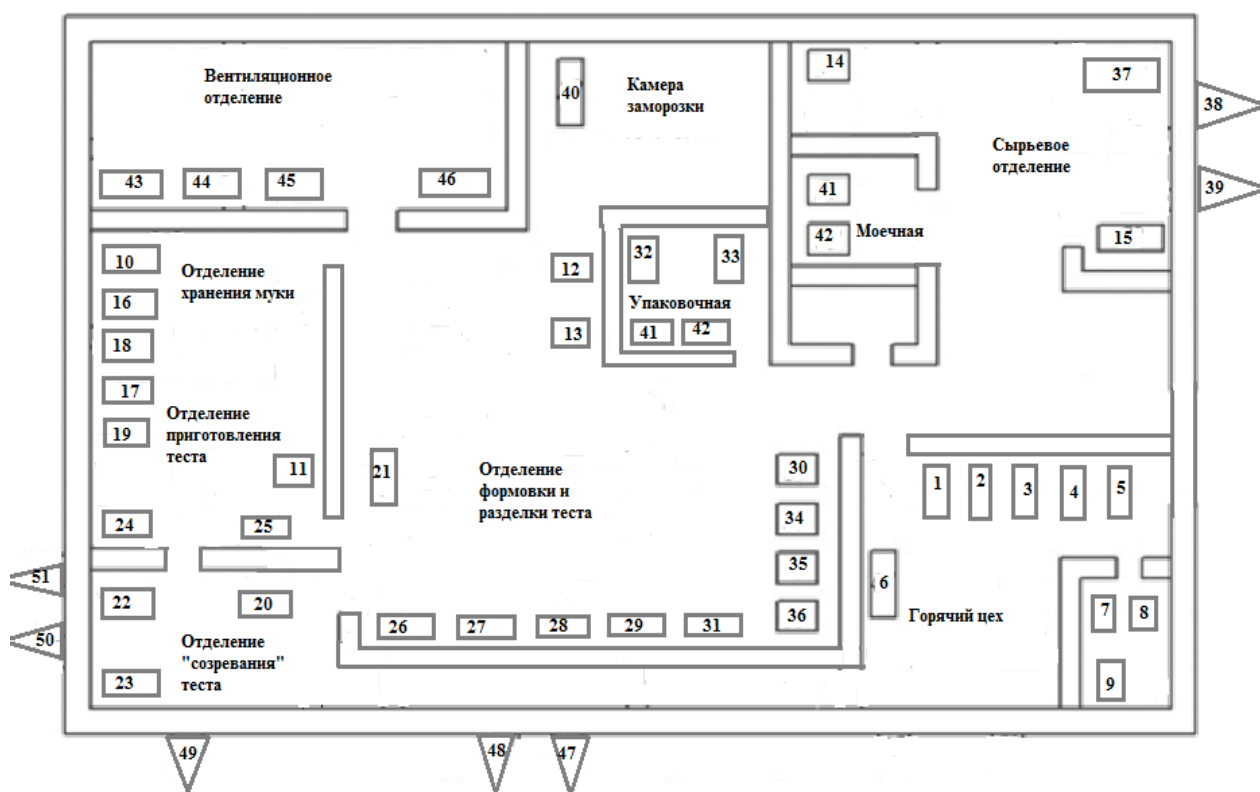 Вентиляционное
отделение
43
44
45
46
40
Камера
заморозки
14
37
38
39
Сырьевое
отделение
41
42
Моечная
15
10
Отделение
хранения муки
16
18
17
19
Отделение
приготовления
теста
11
24
25
12
13
32
33
Упаковочная
41
42
21
Отделение
формовки и
разделки теста
30
34
35
36
1
2
3
4
5
6
Горячий цех
7
8
9
51
50
22
20
Отделение
"созревания"
теста
23
26
27
28
29
31
49
48
47